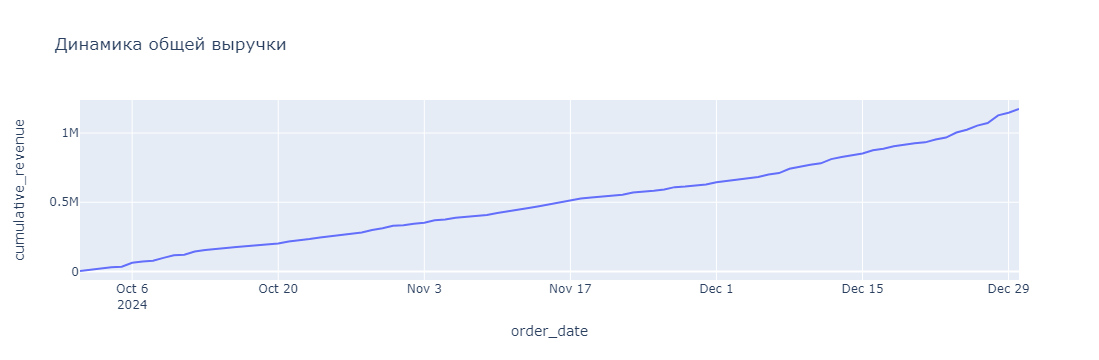 Динамика общей выручки
cumulative_revenue
1M
0.5M
0
Oct 6
2024
Oct 20
Nov 3
Nov 17
Dec 1
Dec 15
Dec 29
order_date